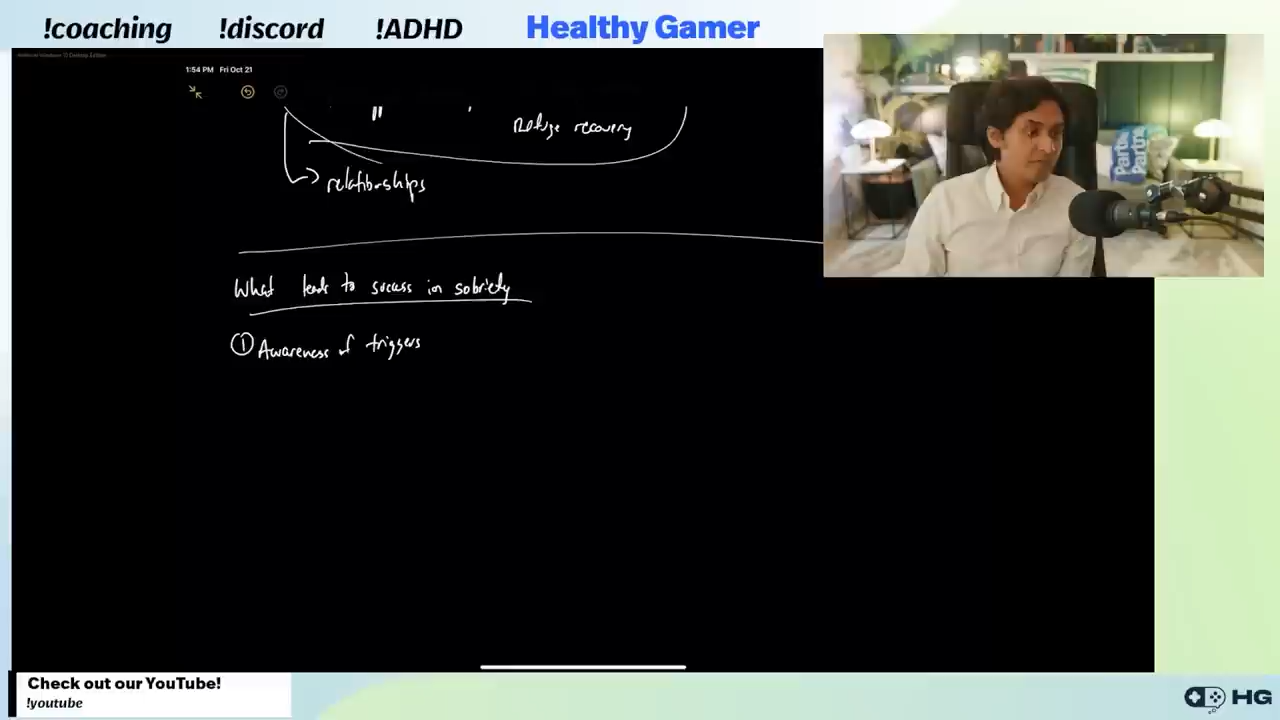 !coaching !discord !ADHD Healthy Gamer
1:54 PM Fri Oct 21
Refuge recovery
relationships
What leads to success in sobriety
① Awareness of triggers
Check out our YouTube!
!youtube
HG